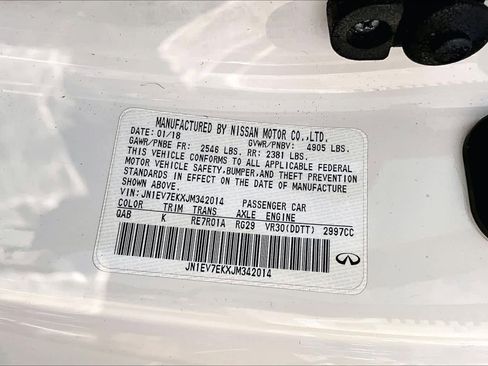 MANUFACTURED BY NISSAN MOTOR CO.,LTD.
DATE: 01/18 GVWR/PNBV: 4905 LBS.
GAWR/PNBE FR: 2546 LBS. RR: 2381 LBS.
THIS VEHICLE CONFORMS TO ALL APPLICABLE FEDERAL
MOTOR VEHICLE SAFETY,BUMPER,AND THEFT PREVENTION
STANDARDS IN EFFECT ON THE DATE OF MANUFACTURE
SHOWN ABOVE.
VIN: JN1EV7EKXJM342014 PASSENGER CAR
COLOR TRIM TRANS AXLE ENGINE
QAB K RE7R01A RG29 VR30(DDTT) 2997CC
JN1EV7EKXJM342014